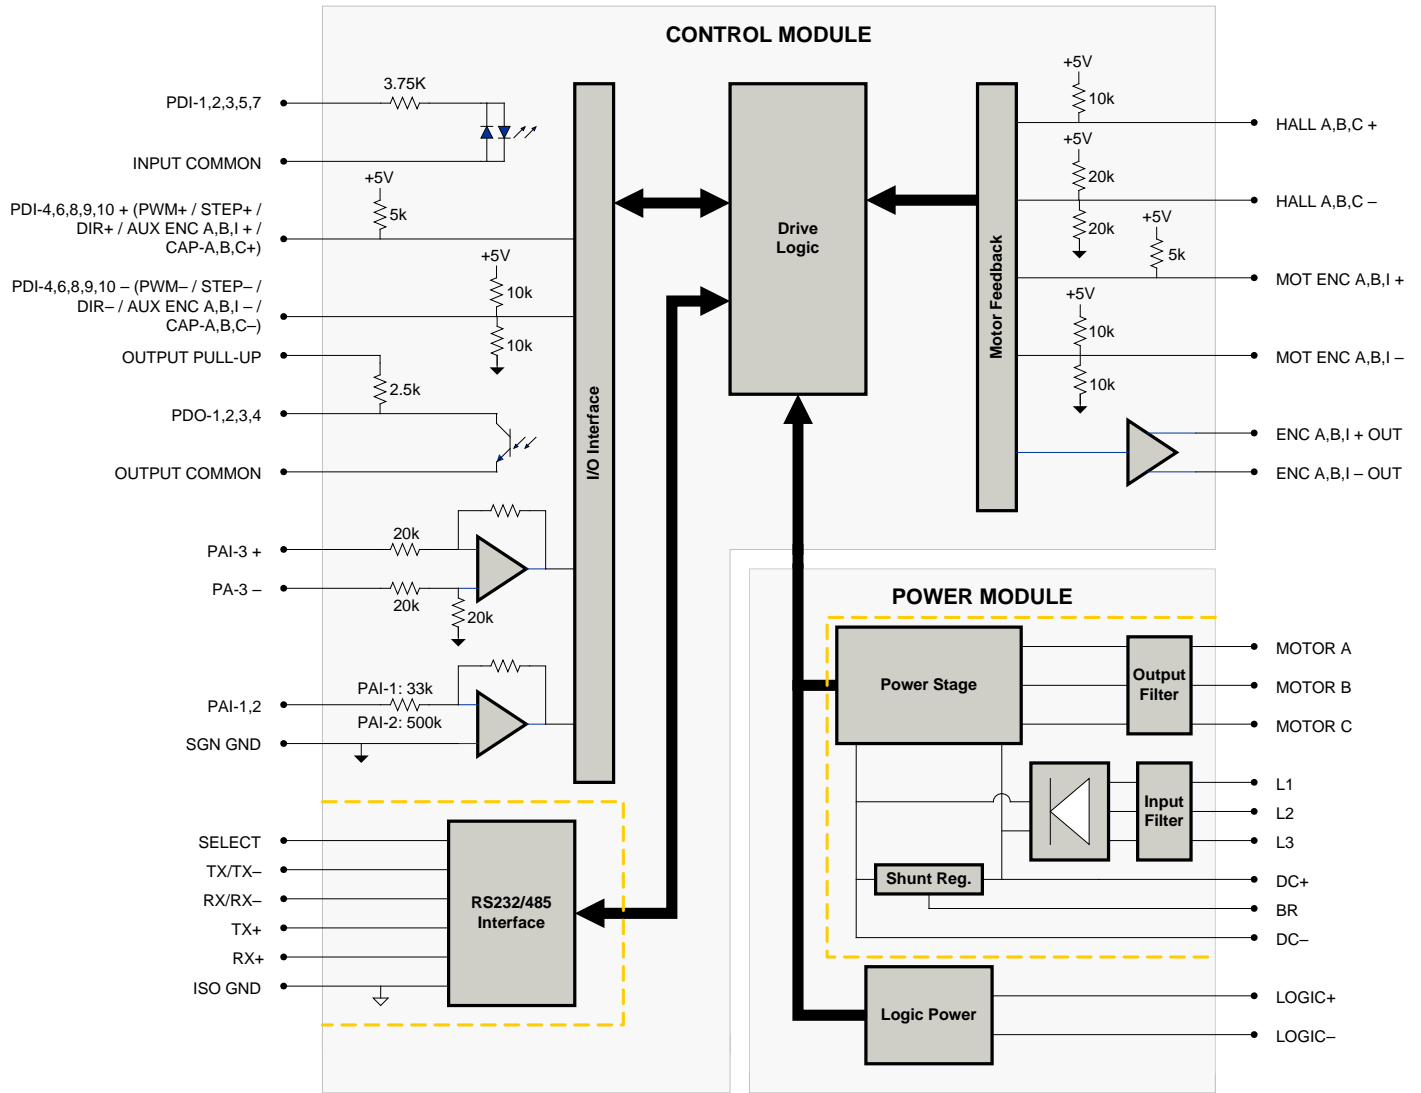 CONTROL MODULE
PDI-1,2,3,5,7
3.75K
INPUT COMMON
+5V
5k
PDI-4,6,8,9,10 + (PWM+ / STEP+ /
DIR+ / AUX ENC A,B,I + /
CAP-A,B,C+)
+5V
10k
PDI-4,6,8,9,10 – (PWM– / STEP– /
DIR– / AUX ENC A,B,I – /
CAP-A,B,C–)
10k
OUTPUT PULL-UP
2.5k
PDO-1,2,3,4
OUTPUT COMMON
20k
PAI-3 +
PA-3 –
20k
20k
PAI-1: 33k
PAI-1,2
PAI-2: 500k
SGN GND
I/O Interface
SELECT
TX/TX–
RX/RX–
TX+
RX+
ISO GND
RS232/485
Interface
Drive
Logic
Motor Feedback
+5V
10k
HALL A,B,C +
+5V
20k
HALL A,B,C –
20k
+5V
5k
MOT ENC A,B,I +
+5V
10k
MOT ENC A,B,I –
10k
ENC A,B,I + OUT
ENC A,B,I – OUT
POWER MODULE
Power Stage
Output
Filter
MOTOR A
MOTOR B
MOTOR C
Input
Filter
L1
L2
L3
Shunt Reg.
DC+
BR
DC–
Logic Power
LOGIC+
LOGIC–